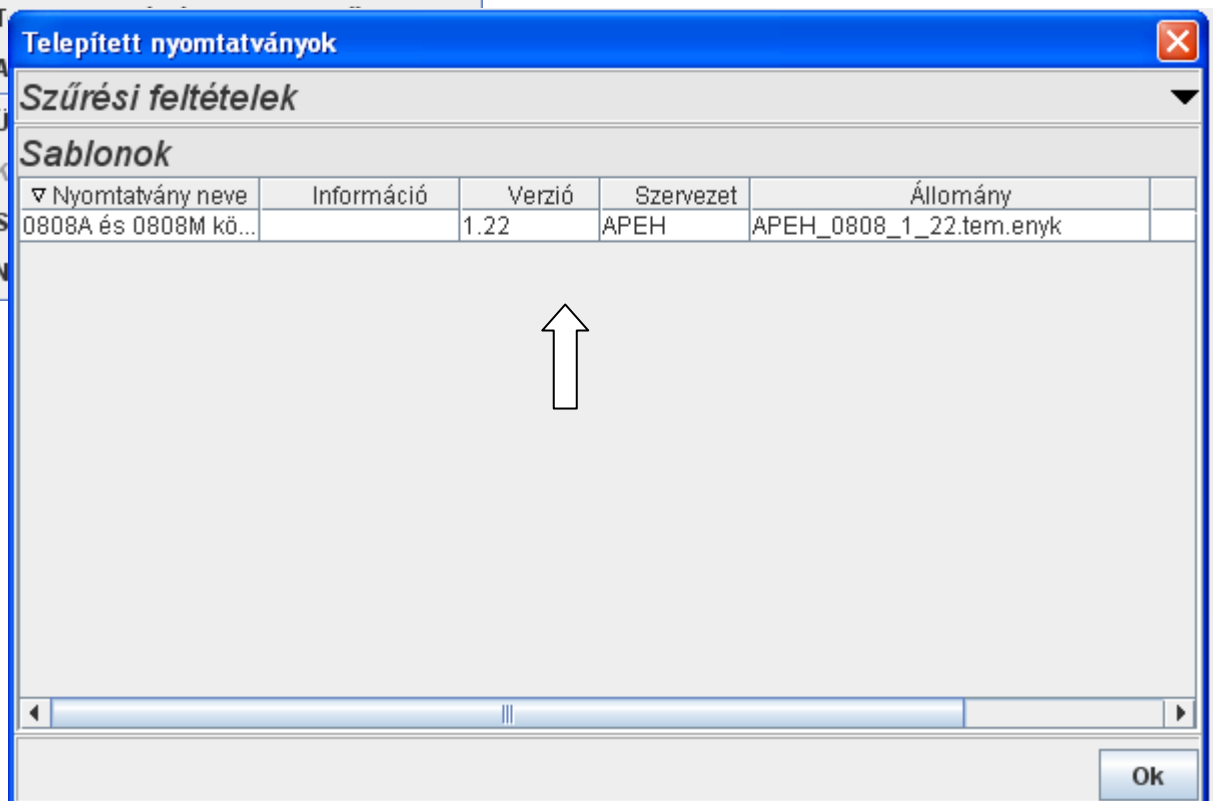 Telepített nyomtatványok
Szűrési feltételek
Sablonok
Nyomtatvány neve Információ Verzió Szervezet Állomány
0808A és 0808M kö... 1.22 APEH APEH_0808_1_22.tem.enyk
Ok